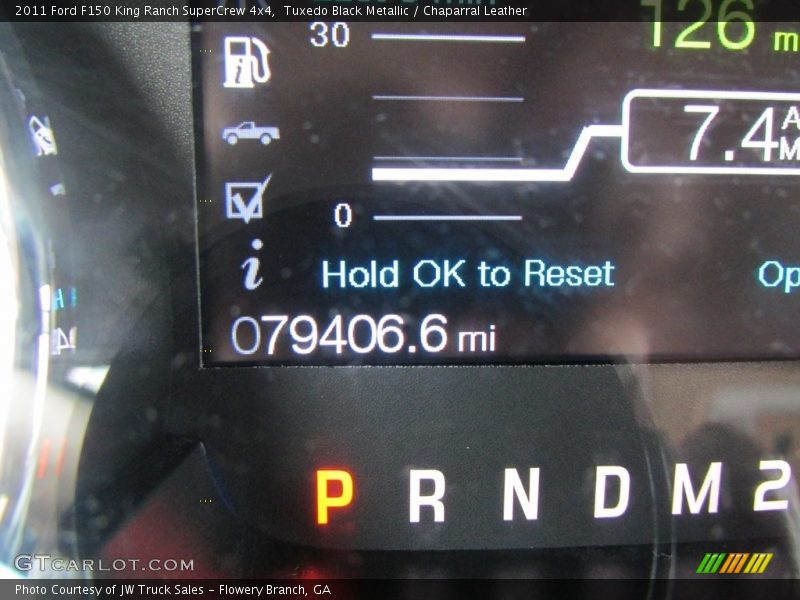 2011 Ford F150 King Ranch SuperCrew 4x4,  Tuxedo Black Metallic / Chaparral Leather
30
126 m
7.4
0
Hold OK to Reset
079406.6 mi
P R N D M 2
GTCARLOT.COM
Photo Courtesy of JW Truck Sales - Flowery Branch, GA